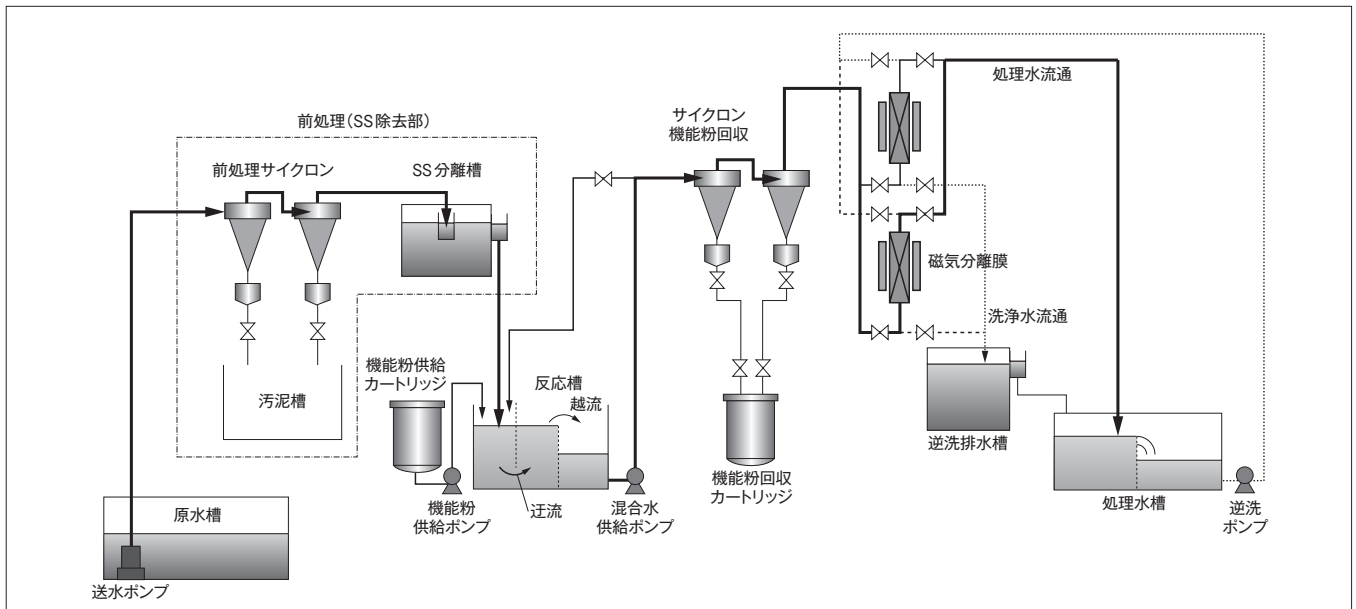 処理水流通
サイクロン
機能粉回収
前処理（SS除去部）
前処理サイクロン
SS分離槽
磁気分離膜
洗浄水流通
機能粉供給
カートリッジ
反応槽
越流
汚泥槽
逆洗排水槽
機能粉回収
カートリッジ
原水槽
機能粉
供給ポンプ
迂流
混合水
供給ポンプ
処理水槽
逆洗
ポンプ
送水ポンプ